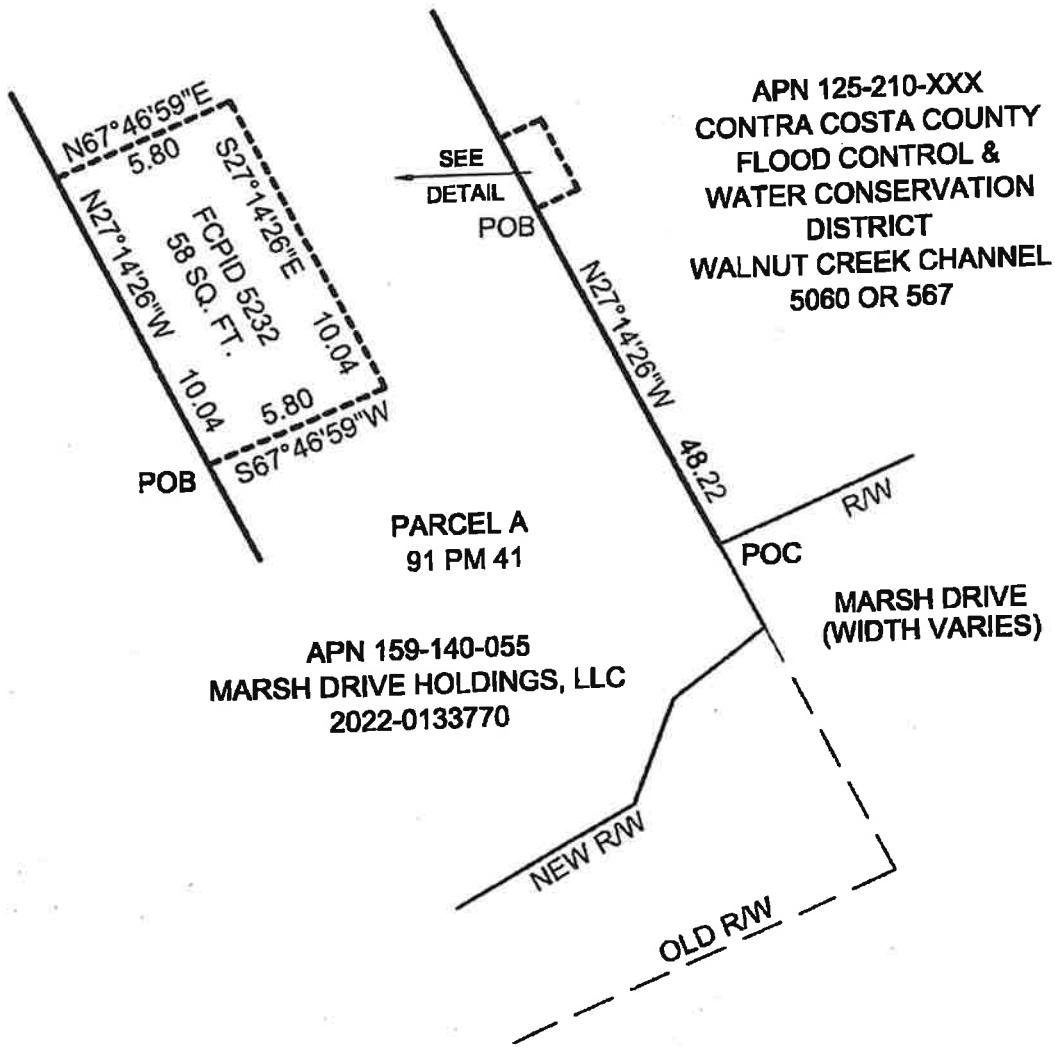 N67°46'59"E
5.80
S27°14'26"E
10.04
N27°14'26"W
10.04
FCPID 5232
58 SQ. FT.
5.80
S67°46'59"W
POB
SEE
DETAIL
POB
APN 125-210-XXX
CONTRA COSTA COUNTY
FLOOD CONTROL &
WATER CONSERVATION
DISTRICT
WALNUT CREEK CHANNEL
5060 OR 567
N27°14'26"W
48.22
R/W
POC
PARCEL A
91 PM 41
MARSH DRIVE
(WIDTH VARIES)
APN 159-140-055
MARSH DRIVE HOLDINGS, LLC
2022-0133770
NEW R/W
OLD R/W